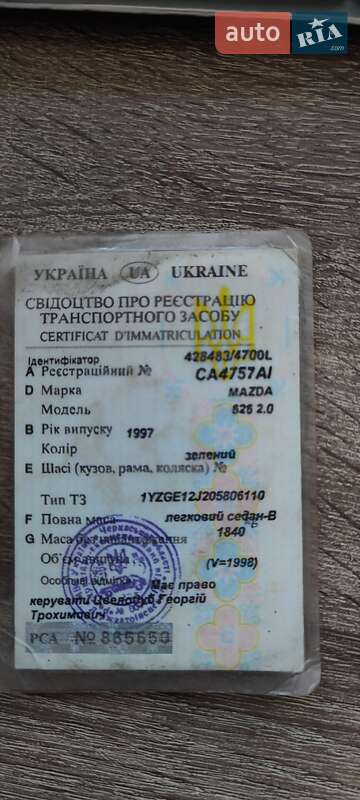 auto RIA.com
УКРАЇНА UA UKRAINE
СВІДОЦТВО ПРО РЕЄСТРАЦІЮ
ТРАНСПОРТНОГО ЗАСОБУ
CERTIFICAT D'IMMATRICULATION
Ідентифікатор 428483/4700L
A Реєстраційний № CA4757AI
D Марка MAZDA
Модель 626 2.0
B Рік випуску 1997
Колір зелений
E Шасі (кузов, рама, коляска) №
Тип ТЗ 1YZGE12J205806110
F Повна маса легковий седан-В
G Маса без навантаження 1840
Об'єм двигуна (V=1998)
Особливі відмітки Має право
керувати Георгій
Трохимович
РСА № 865650